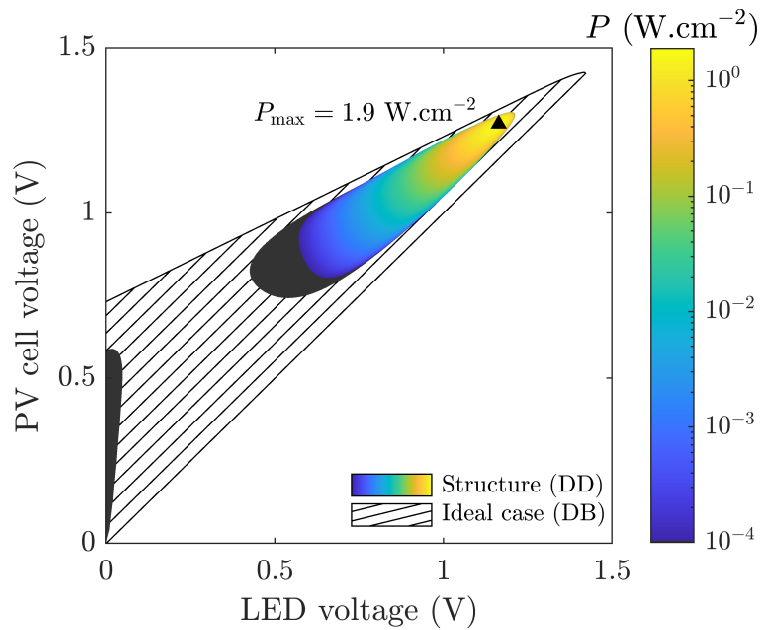 P (W.cm⁻²)
1.5
P_max = 1.9 W.cm⁻²
1
0.5
0
0
0.5
1
1.5
PV cell voltage (V)
LED voltage (V)
Structure (DD)
Ideal case (DB)
10⁰
10⁻¹
10⁻²
10⁻³
10⁻⁴